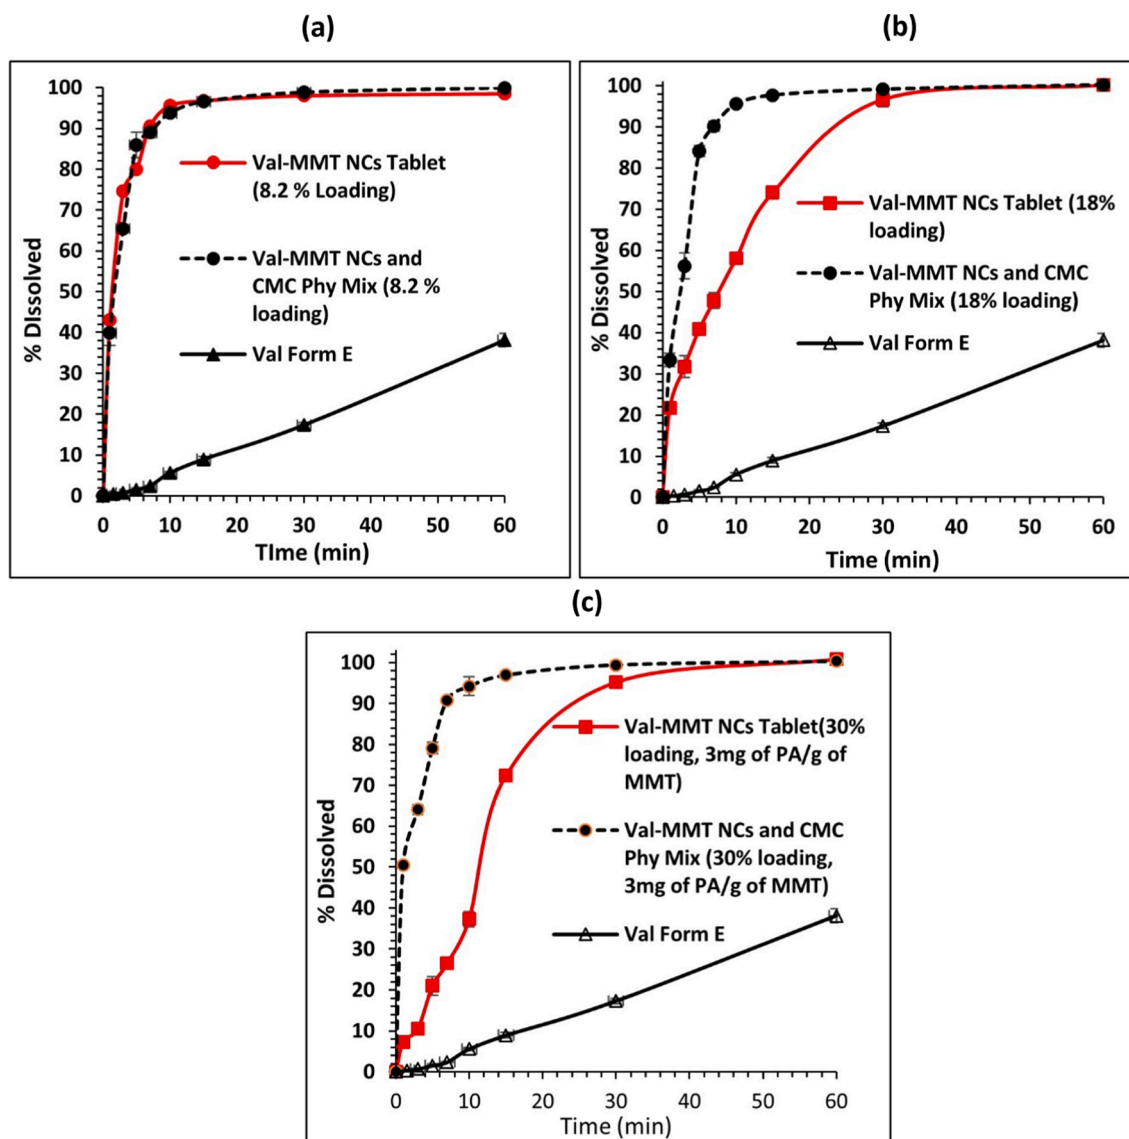 (a)
100
90
80
70
60
50
40
30
20
10
0
% Dissolved
Val-MMT NCs Tablet
(8.2 % Loading)
Val-MMT NCs and
CMC Phy Mix (8.2 %
loading)
Val Form E
0 10 20 30 40 50 60
TIme (min)
(b)
100
90
80
70
60
50
40
30
20
10
0
% Dissolved
Val-MMT NCs Tablet (18%
loading)
Val-MMT NCs and CMC
Phy Mix (18% loading)
Val Form E
0 10 20 30 40 50 60
Time (min)
(c)
100
90
80
70
60
50
40
30
20
10
0
% Dissolved
Val-MMT NCs Tablet(30%
loading, 3mg of PA/g of
MMT)
Val-MMT NCs and CMC
Phy Mix (30% loading,
3mg of PA/g of MMT)
Val Form E
0 10 20 30 40 50 60
Time (min)